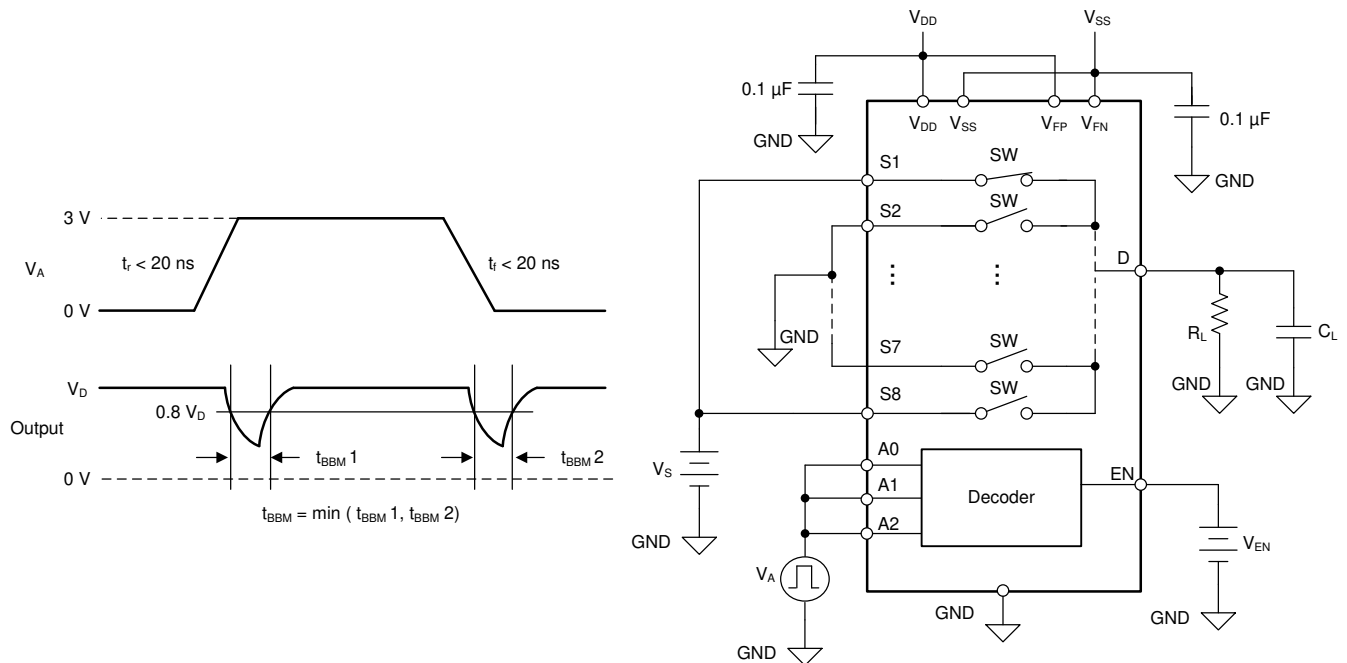 3 V
V_A
t_r < 20 ns
t_f < 20 ns
0 V
V_D
0.8 V_D
Output
t_BBM 1
t_BBM 2
0 V
t_BBM = min ( t_BBM 1, t_BBM 2)
V_DD
V_SS
0.1 µF
0.1 µF
GND
GND
V_DD
V_SS
V_FP
V_FN
S1
SW
S2
SW
...
...
D
GND
S7
SW
S8
SW
R_L
C_L
GND
GND
V_S
GND
A0
A1
A2
Decoder
EN
V_EN
V_A
GND
GND
GND